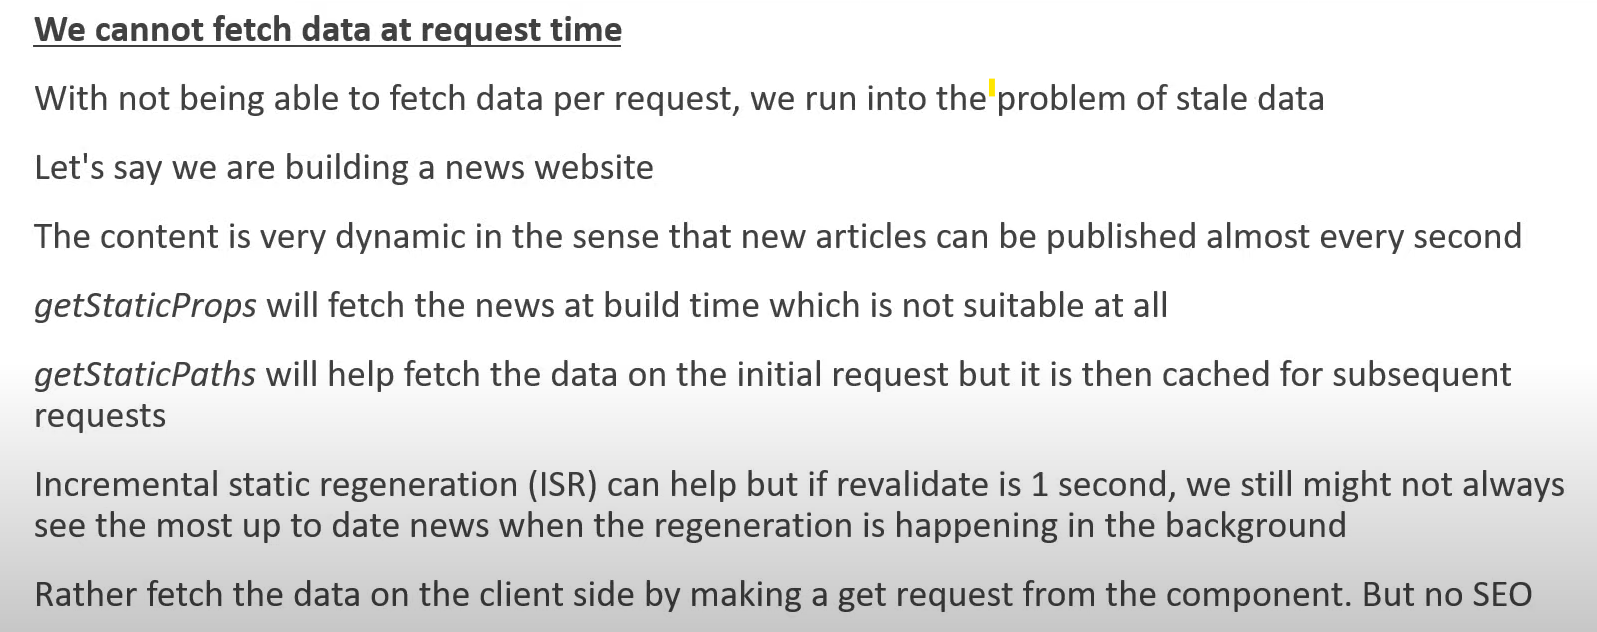 We cannot fetch data at request time
With not being able to fetch data per request, we run into the problem of stale data
Let's say we are building a news website
The content is very dynamic in the sense that new articles can be published almost every second
getStaticProps will fetch the news at build time which is not suitable at all
getStaticPaths will help fetch the data on the initial request but it is then cached for subsequent
requests
Incremental static regeneration (ISR) can help but if revalidate is 1 second, we still might not always
see the most up to date news when the regeneration is happening in the background
Rather fetch the data on the client side by making a get request from the component. But no SEO